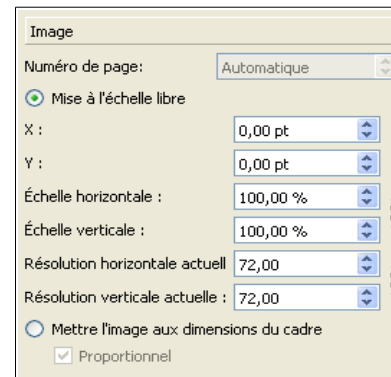 Image
Numéro de page: Automatique
Mise à l'échelle libre
X : 0,00 pt
Y : 0,00 pt
Échelle horizontale : 100,00 %
Échelle verticale : 100,00 %
Résolution horizontale actuell 72,00
Résolution verticale actuelle : 72,00
Mettre l'image aux dimensions du cadre
Proportionnel